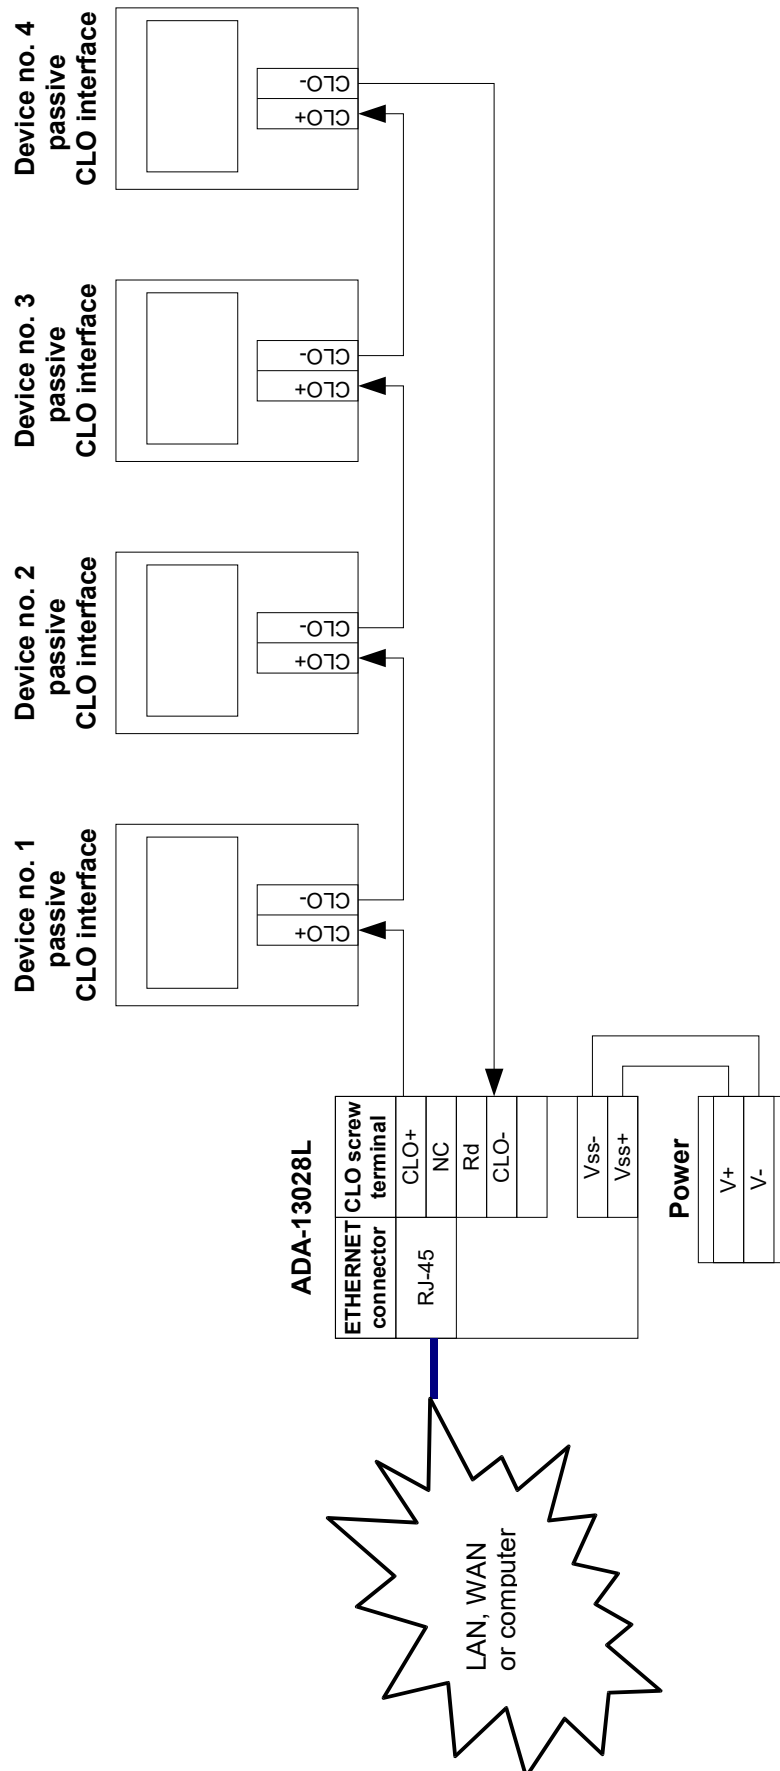 Device no. 1
passive
CLO interface
CLO+
CLO-
Device no. 2
passive
CLO interface
CLO+
CLO-
Device no. 3
passive
CLO interface
CLO+
CLO-
Device no. 4
passive
CLO interface
CLO+
CLO-
ADA-13028L
ETHERNET
connector
CLO screw
terminal
RJ-45
CLO+
NC
Rd
CLO-
Vss-
Vss+
Power
V+
V-
LAN, WAN
or computer